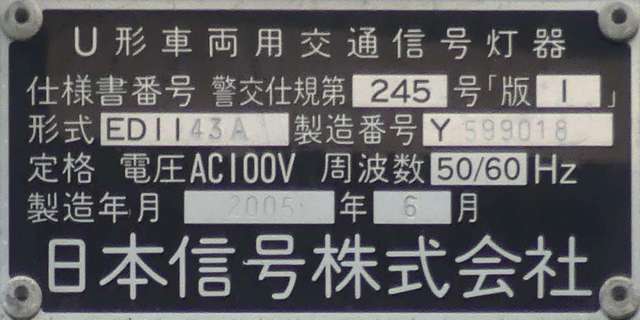 U形車両用交通信号灯器
仕様書番号 警交仕規第 245 号「版 1 」
形式 ED1143A 製造番号 Y 599018
定格 電圧AC100V 周波数 50/60 Hz
製造年月 2005 年 6 月
日本信号株式会社